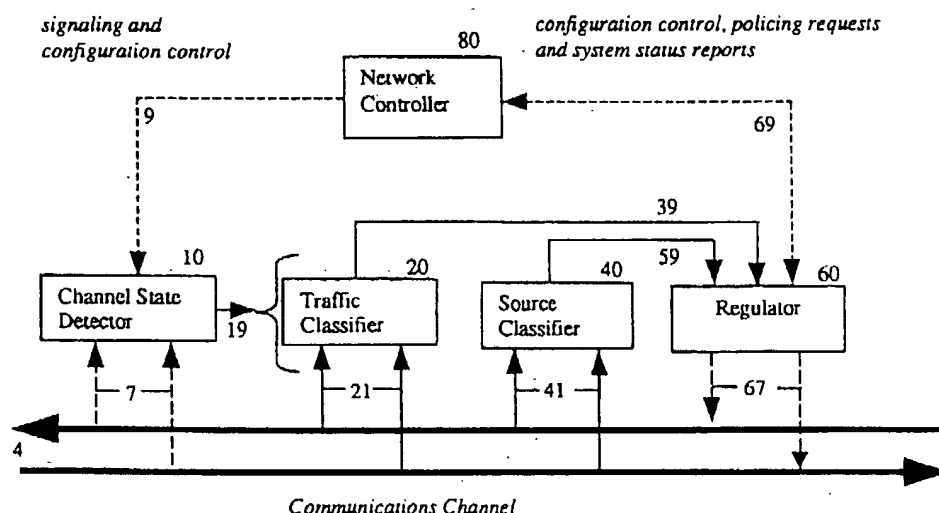 signaling and
configuration control
configuration control, policing requests
and system status reports
80
Network
Controller
9
69
39
10
20
59
40
60
Channel State
Detector
19
Traffic
Classifier
Source
Classifier
Regulator
7
21
41
67
4
Communications Channel